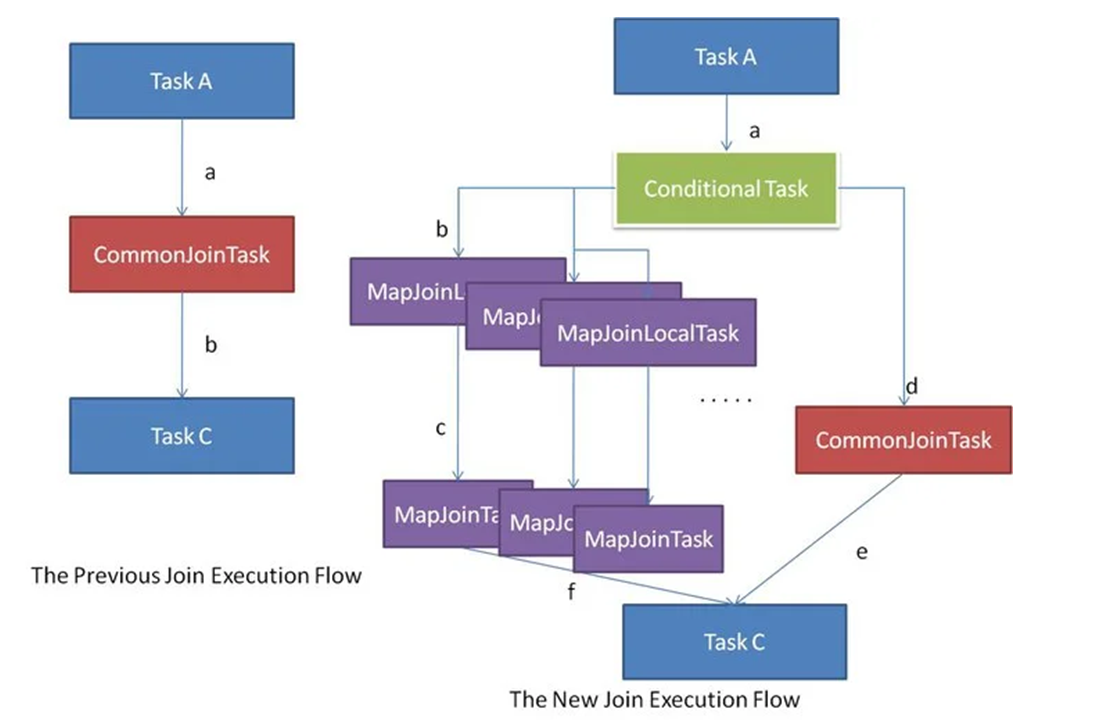 Task A
a
CommonJoinTask
b
Task C
The Previous Join Execution Flow
Task A
a
Conditional Task
b
MapJoinL
MapJo
MapJoinLocalTask
.....
d
c
CommonJoinTask
MapJoinTa
MapJo
MapJoinTask
e
f
Task C
The New Join Execution Flow